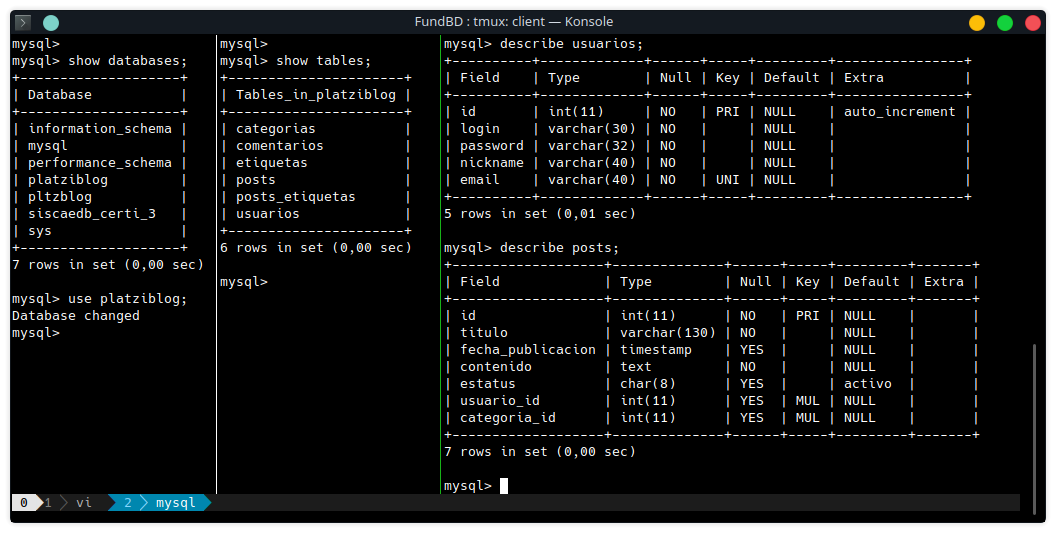 FundBD : tmux: client — Konsole
mysql>
mysql> show databases;
+--------------------+
| Database           |
+--------------------+
| information_schema |
| mysql              |
| performance_schema |
| platziblog         |
| pltzblog           |
| siscaedb_certi_3   |
| sys                |
+--------------------+
7 rows in set (0,00 sec)
mysql> use platziblog;
Database changed
mysql>
mysql>
mysql> show tables;
+----------------------+
| Tables_in_platziblog |
+----------------------+
| categorias           |
| comentarios          |
| etiquetas            |
| posts                |
| posts_etiquetas      |
| usuarios             |
+----------------------+
6 rows in set (0,00 sec)
mysql>
mysql> describe usuarios;
+----------+-------------+------+-----+---------+----------------+
| Field    | Type        | Null | Key | Default | Extra          |
+----------+-------------+------+-----+---------+----------------+
| id       | int(11)     | NO   | PRI | NULL    | auto_increment |
| login    | varchar(30) | NO   |     | NULL    |                |
| password | varchar(32) | NO   |     | NULL    |                |
| nickname | varchar(40) | NO   |     | NULL    |                |
| email    | varchar(40) | NO   | UNI | NULL    |                |
+----------+-------------+------+-----+---------+----------------+
5 rows in set (0,01 sec)
mysql> describe posts;
+-------------------+--------------+------+-----+---------+-------+
| Field             | Type         | Null | Key | Default | Extra |
+-------------------+--------------+------+-----+---------+-------+
| id                | int(11)      | NO   | PRI | NULL    |       |
| titulo            | varchar(130) | NO   |     | NULL    |       |
| fecha_publicacion | timestamp    | YES  |     | NULL    |       |
| contenido         | text         | NO   |     | NULL    |       |
| estatus           | char(8)      | YES  |     | activo  |       |
| usuario_id        | int(11)      | YES  | MUL | NULL    |       |
| categoria_id      | int(11)      | YES  | MUL | NULL    |       |
+-------------------+--------------+------+-----+---------+-------+
7 rows in set (0,00 sec)
mysql>
0 1 vi 2 mysql